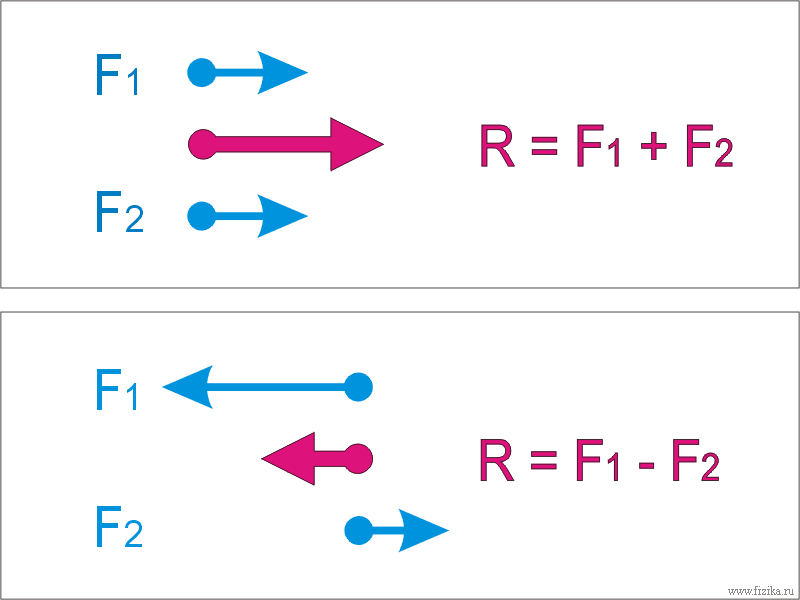 F1
R = F1 + F2
F2
F1
R = F1 - F2
F2
www.fizika.ru